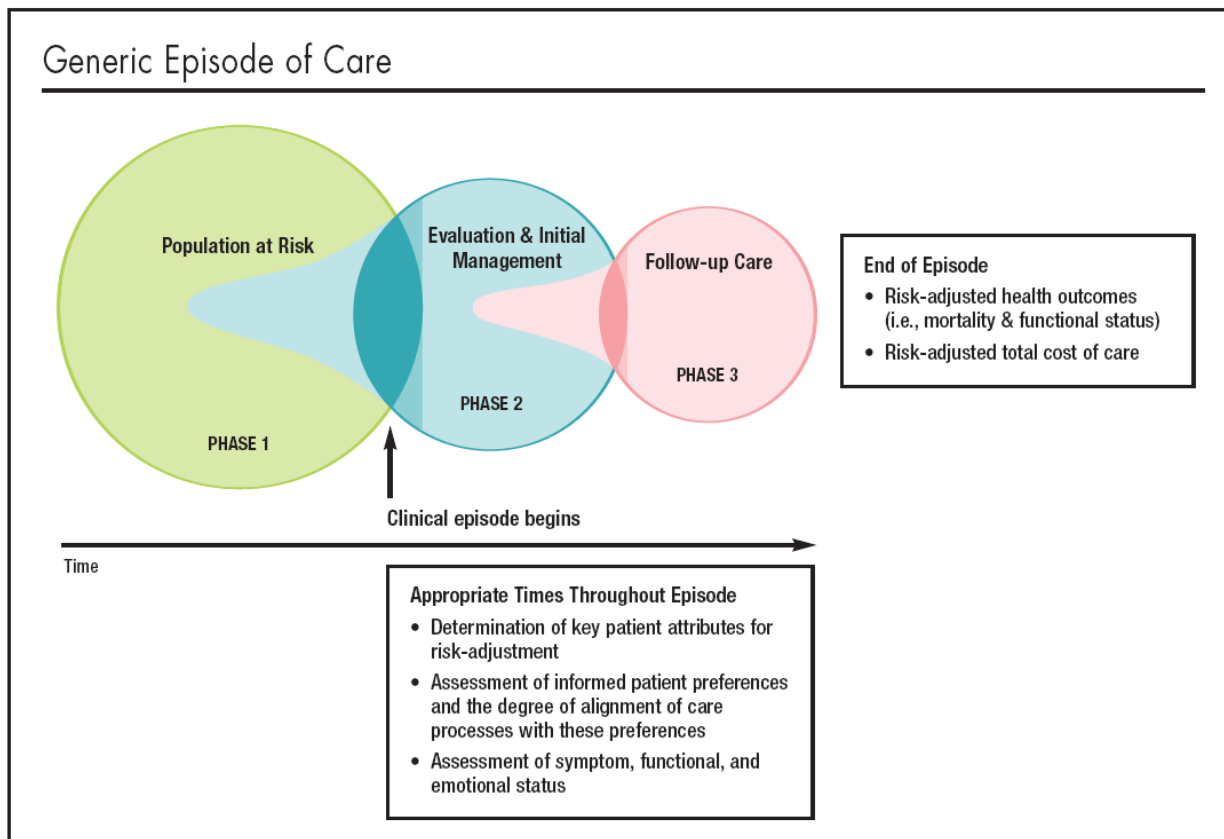 Generic Episode of Care
Population at Risk
PHASE 1
Evaluation & Initial
Management
PHASE 2
Follow-up Care
PHASE 3
End of Episode
• Risk-adjusted health outcomes
(i.e., mortality & functional status)
• Risk-adjusted total cost of care
Clinical episode begins
Time
Appropriate Times Throughout Episode
• Determination of key patient attributes for
risk-adjustment
• Assessment of informed patient preferences
and the degree of alignment of care
processes with these preferences
• Assessment of symptom, functional, and
emotional status